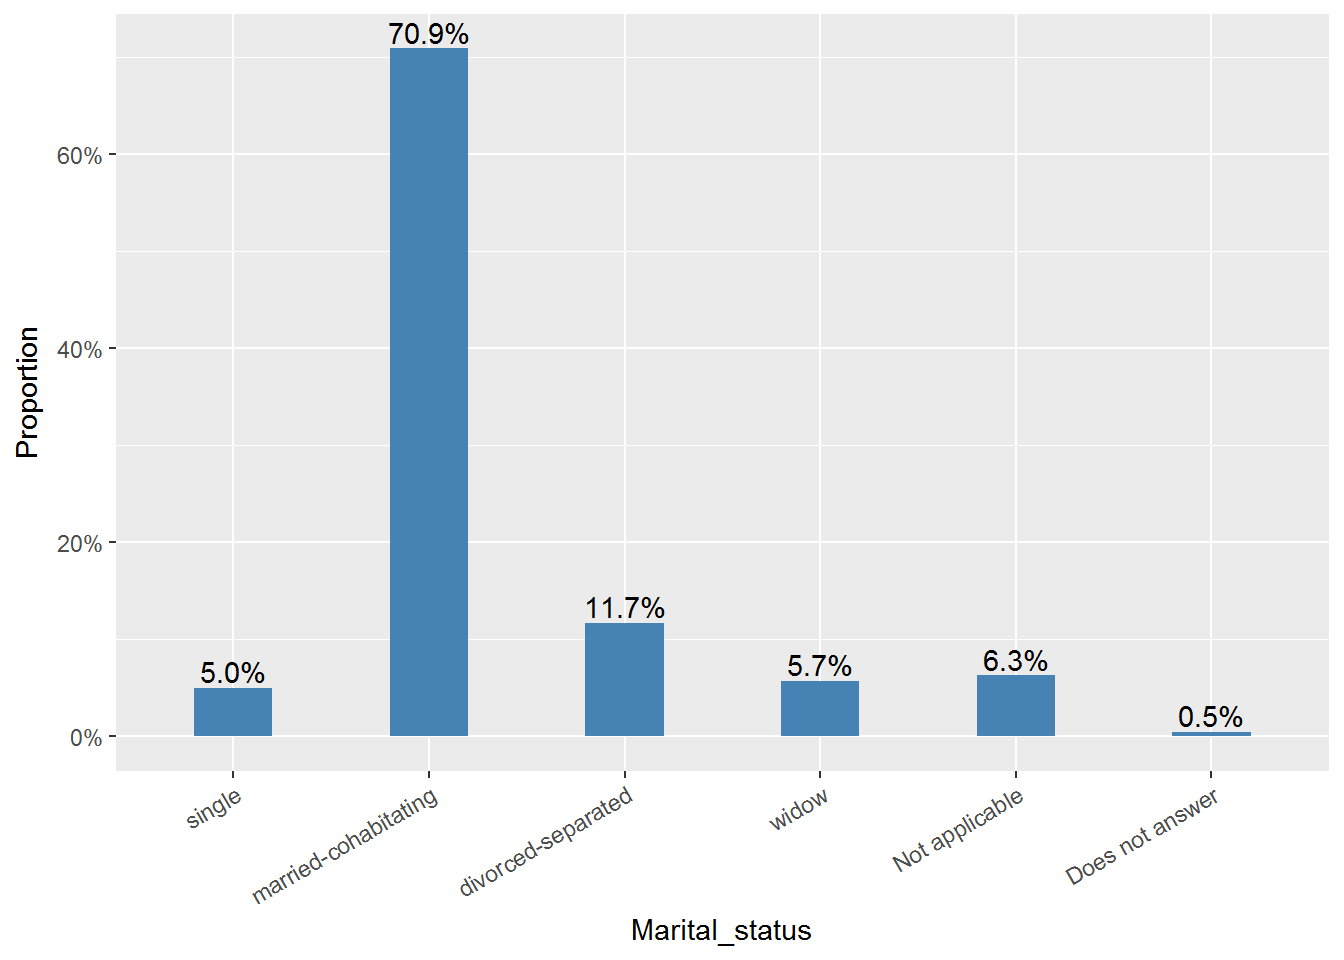 70.9%
60%
Proportion
40%
20%
11.7%
5.0%
5.7%
6.3%
0.5%
0%
single
married-cohabitating
divorced-separated
widow
Not applicable
Does not answer
Marital_status